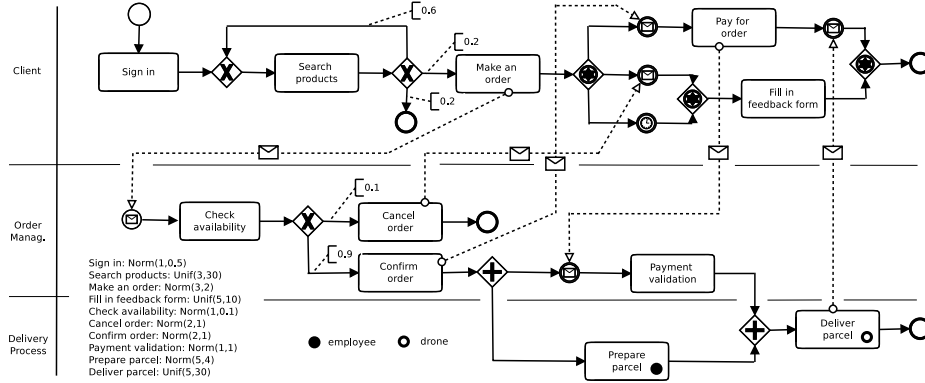 0.6
Pay for
order
Client
Sign in
Search
products
0.2
Make an
order
0.2
Fill in
feedback form
0.1
Order
Manag.
Check
availability
Cancel
order
0.9
Confirm
order
Payment
validation
Sign in: Norm(1,0.5)
Search products: Unif(3,30)
Make an order: Norm(3,2)
Fill in feedback form: Unif(5,10)
Check availability: Norm(1,0.1)
Cancel order: Norm(2,1)
Confirm order: Norm(2,1)
Payment validation: Norm(1,1)
Prepare parcel: Norm(5,4)
Deliver parcel: Unif(5,30)
Delivery
Process
employee
drone
Deliver
parcel
Prepare
parcel